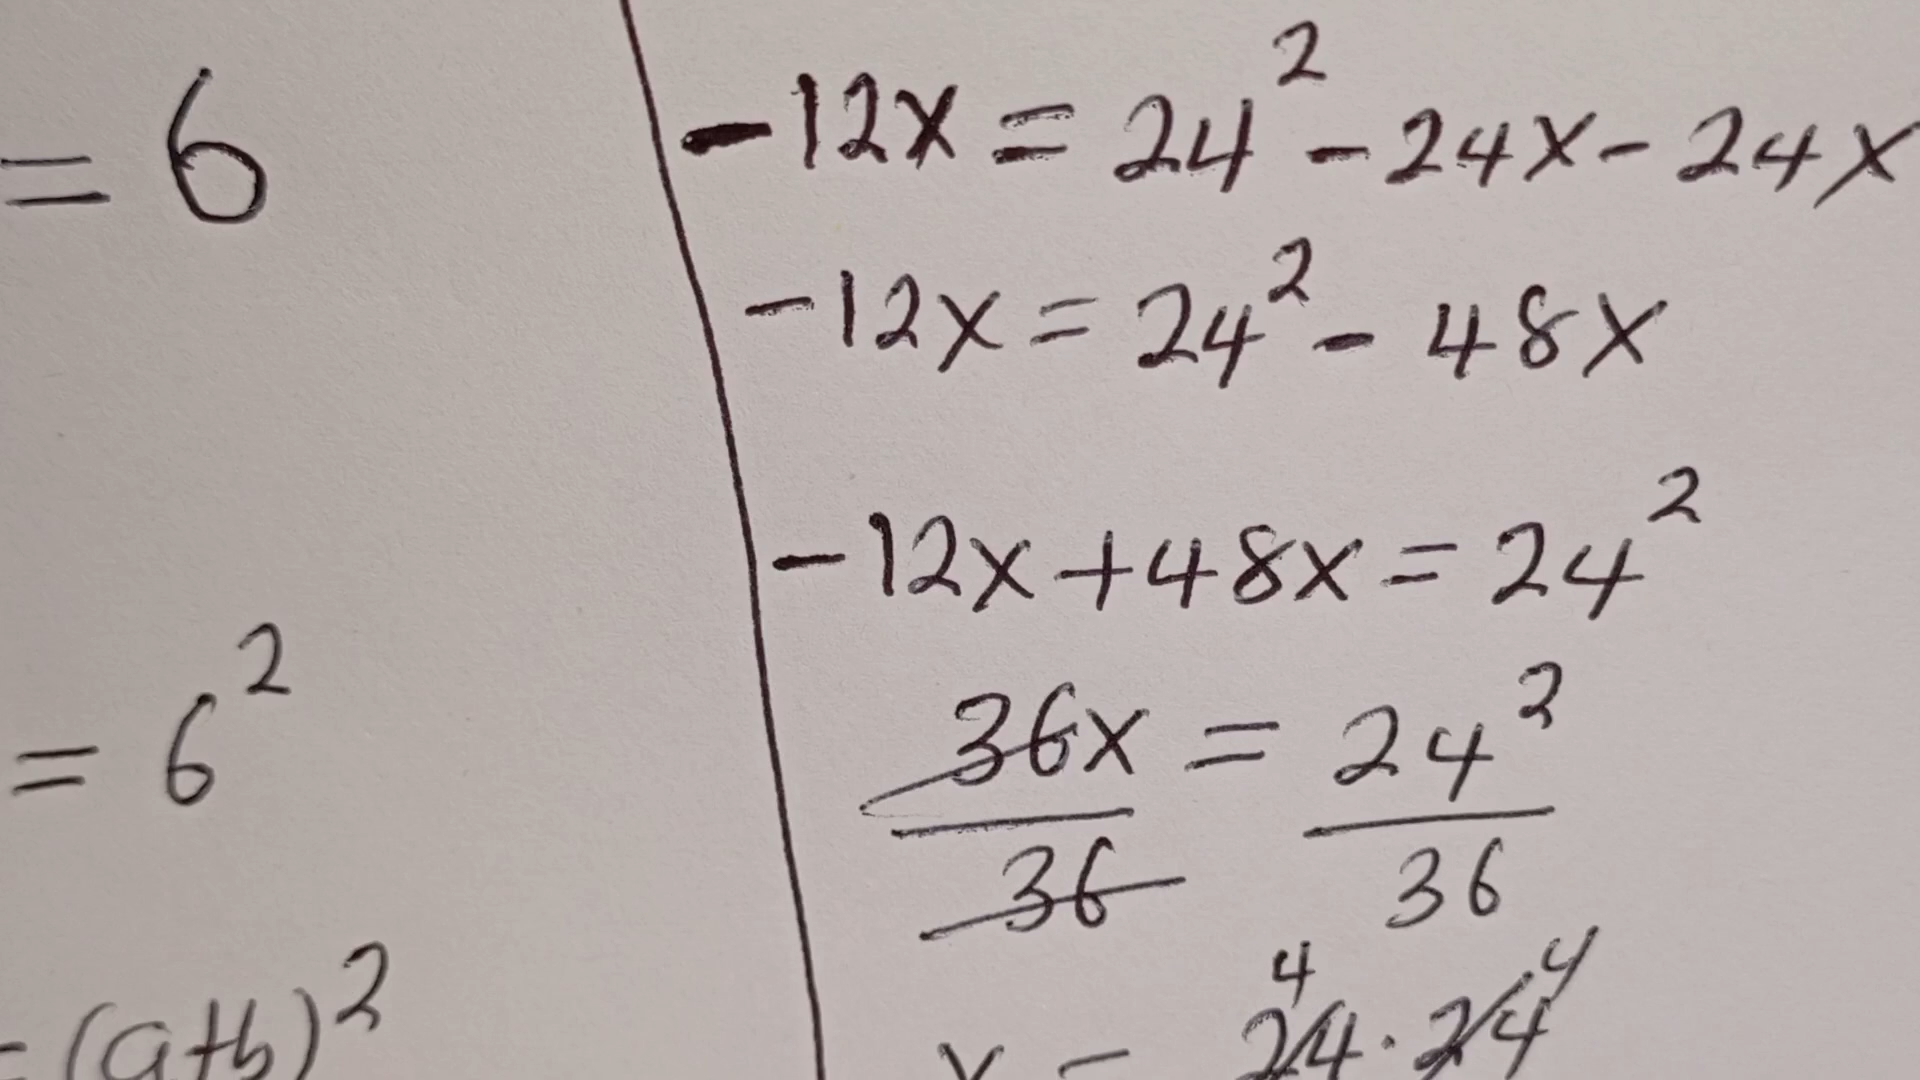 = 6
= 6²
= (a+b)²
-12x = 24² - 24x - 24x
-12x = 24² - 48x
-12x + 48x = 24²
36x = 24²
36 36
4 4
x = 24 · 24